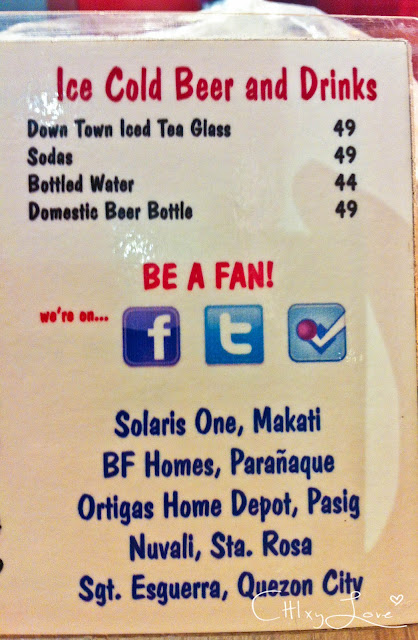 Ice Cold Beer and Drinks
Down Town Iced Tea Glass 49
Sodas 49
Bottled Water 44
Domestic Beer Bottle 49
BE A FAN!
we're on...
f t
Solaris One, Makati
BF Homes, Parañaque
Ortigas Home Depot, Pasig
Nuvali, Sta. Rosa
Sgt. Esguerra, Quezon City